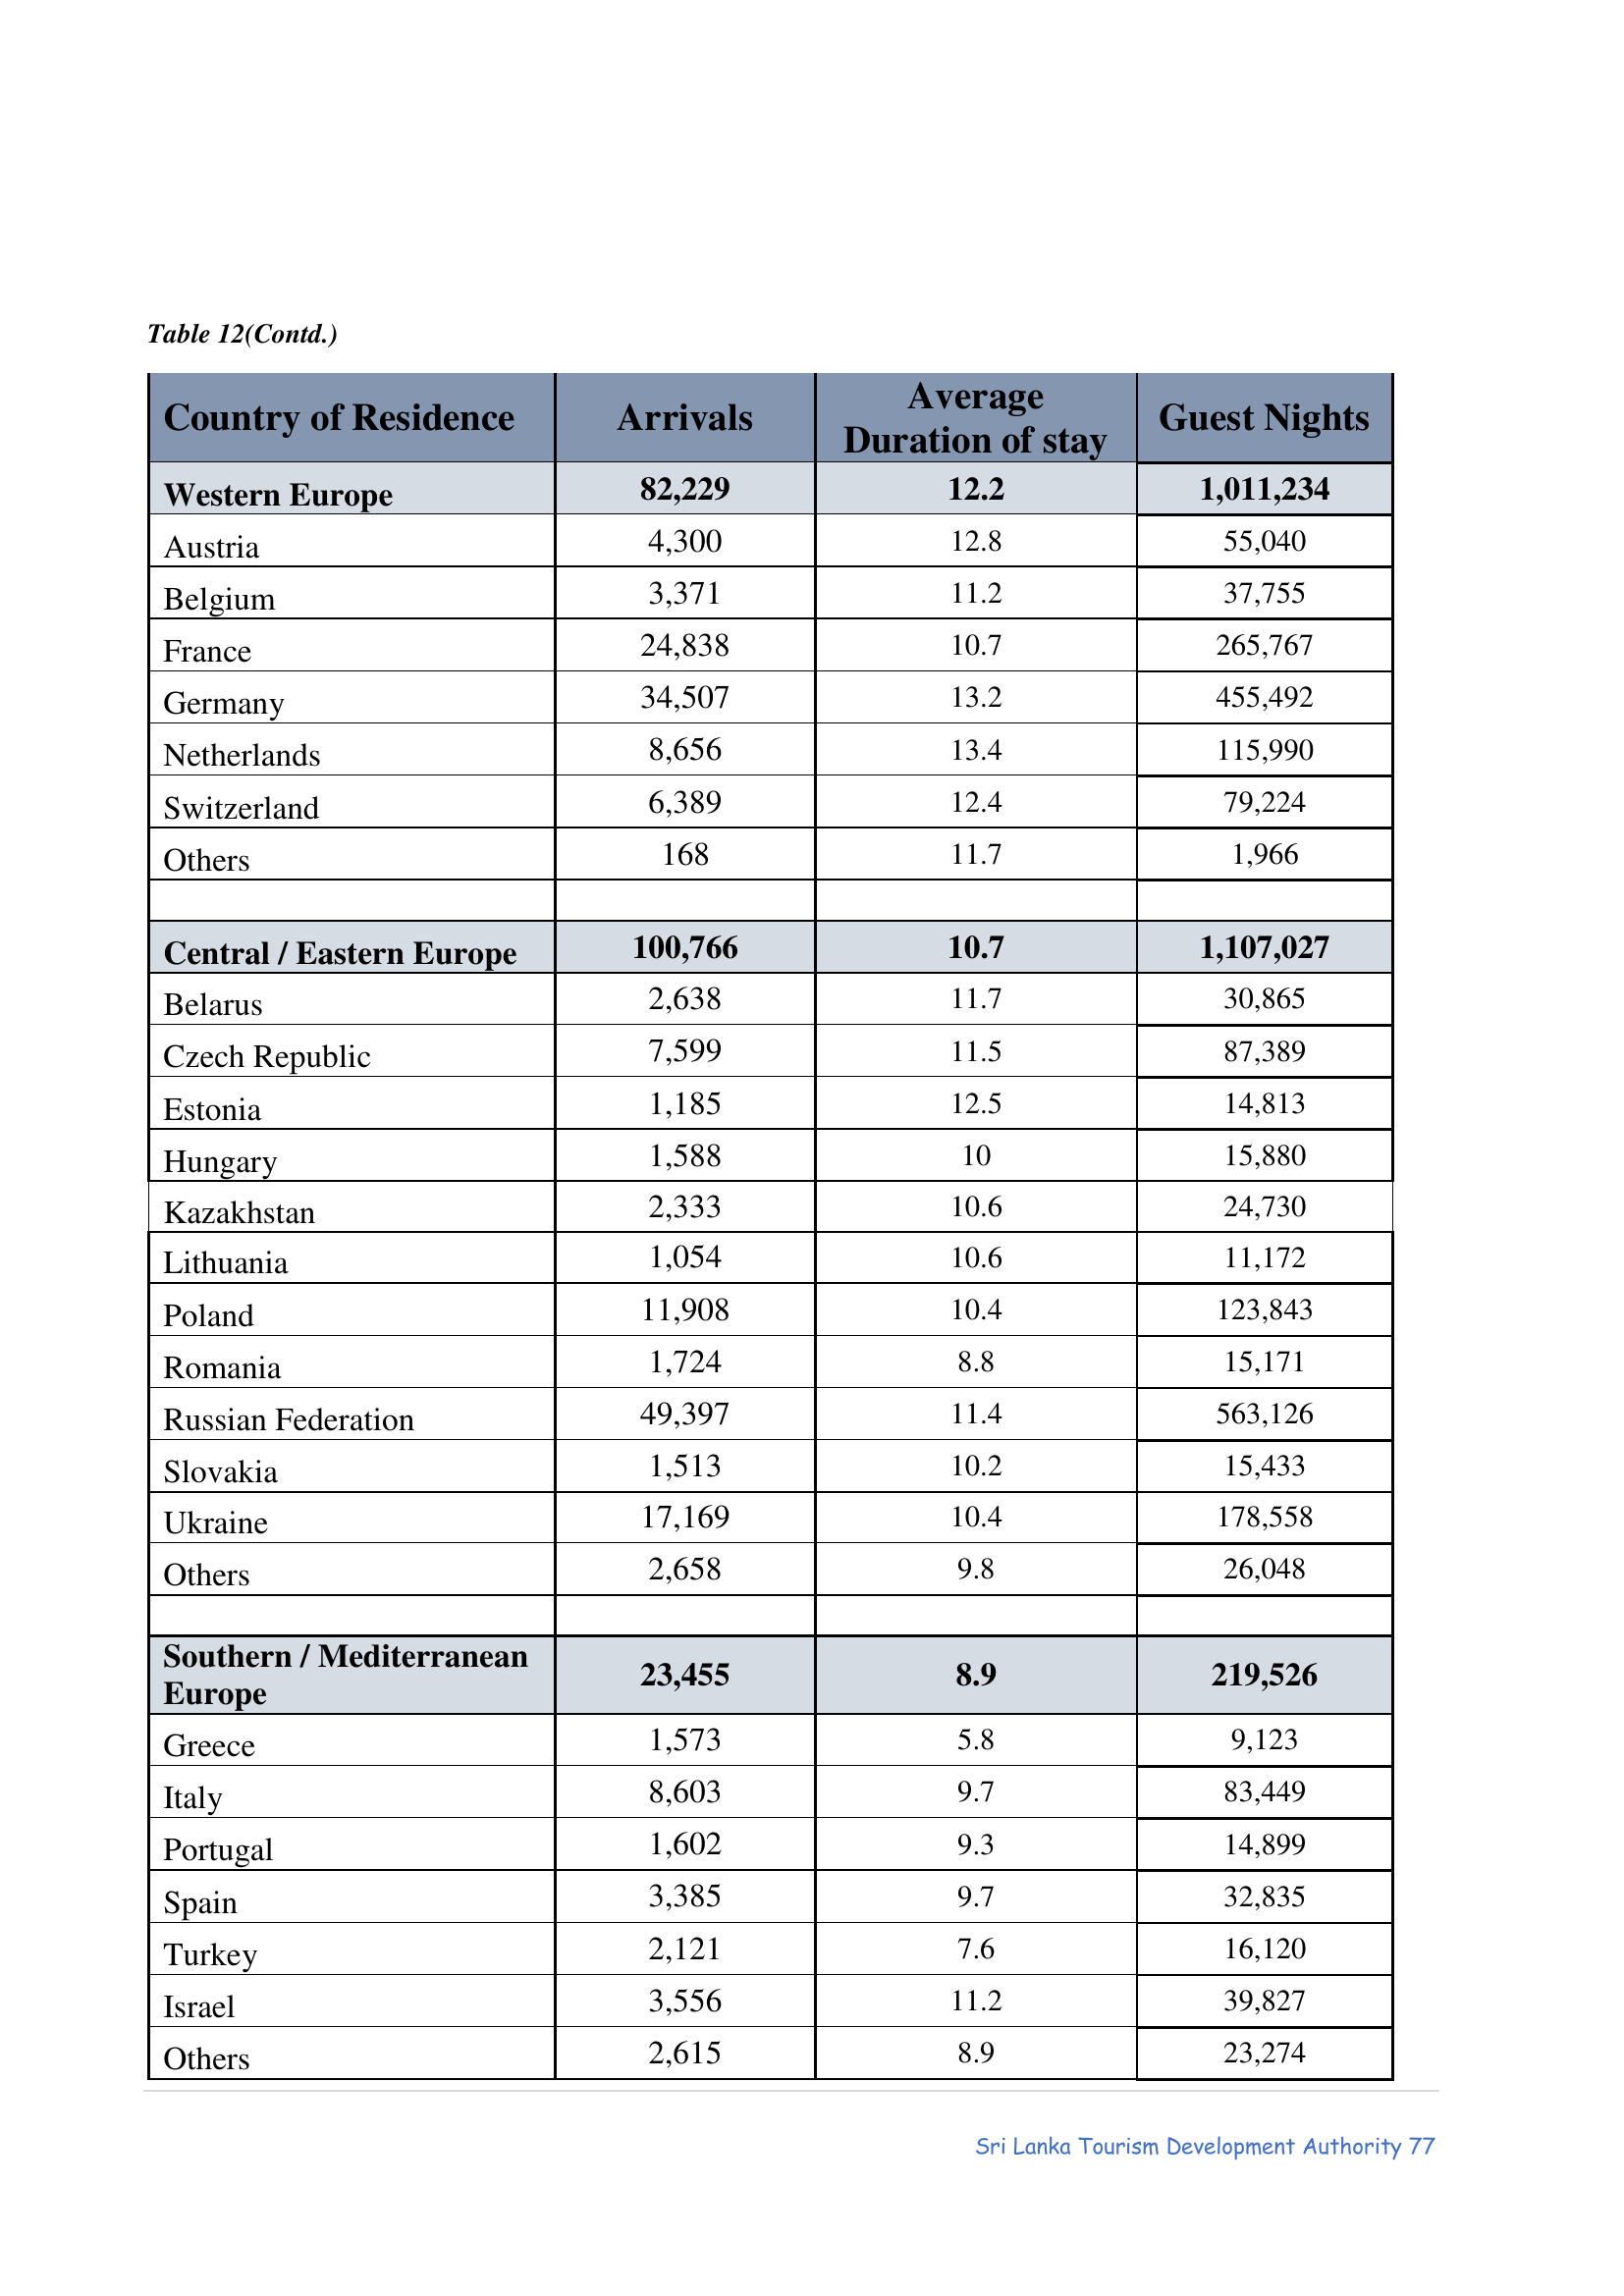 Table 12(Contd.)
Country of Residence Arrivals Average Duration of stay Guest Nights
Western Europe 82,229 12.2 1,011,234
Austria 4,300 12.8 55,040
Belgium 3,371 11.2 37,755
France 24,838 10.7 265,767
Germany 34,507 13.2 455,492
Netherlands 8,656 13.4 115,990
Switzerland 6,389 12.4 79,224
Others 168 11.7 1,966
Central / Eastern Europe 100,766 10.7 1,107,027
Belarus 2,638 11.7 30,865
Czech Republic 7,599 11.5 87,389
Estonia 1,185 12.5 14,813
Hungary 1,588 10 15,880
Kazakhstan 2,333 10.6 24,730
Lithuania 1,054 10.6 11,172
Poland 11,908 10.4 123,843
Romania 1,724 8.8 15,171
Russian Federation 49,397 11.4 563,126
Slovakia 1,513 10.2 15,433
Ukraine 17,169 10.4 178,558
Others 2,658 9.8 26,048
Southern / Mediterranean Europe 23,455 8.9 219,526
Greece 1,573 5.8 9,123
Italy 8,603 9.7 83,449
Portugal 1,602 9.3 14,899
Spain 3,385 9.7 32,835
Turkey 2,121 7.6 16,120
Israel 3,556 11.2 39,827
Others 2,615 8.9 23,274
Sri Lanka Tourism Development Authority 77